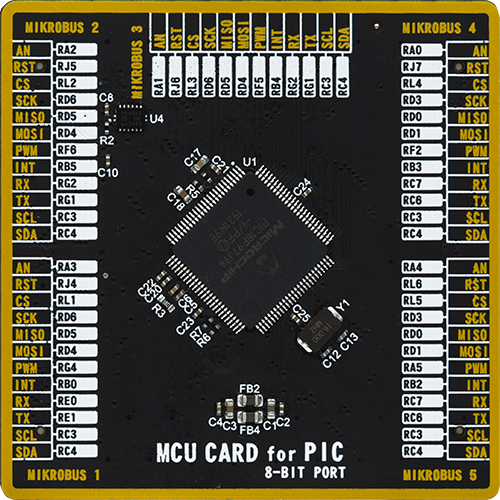 MIKROBUS 2
AN RA2
RST RJ5
CS RL2
SCK RD6
MISO RD5
MOSI RD4
PWM RF6
INT RB5
RX RG2
TX RG1
SCL RC3
SDA RC4
MIKROBUS 3
AN RST CS SCK MISO MOSI PWM INT RX TX SCL SDA
RA1 RJ6 RL3 RD6 RD5 RD4 RF5 RB4 RG2 RG1 RC3 RC4
MIKROBUS 4
RA0 AN
RJ7 RST
RL4 CS
RD3 SCK
RD0 MISO
RD1 MOSI
RF2 PWM
RB3 INT
RC7 RX
RC6 TX
RC3 SCL
RC4 SDA
C8
U4
R2
C10
C17
U1
C24
MICROCHIP
RA3
AN
RJ4 RST
RL1 CS
RD6 SCK
RD5 MISO
RD4 MOSI
RG4 PWM
RB0 INT
RE0 RX
RE1 TX
RC3 SCL
RC4 SDA
MIKROBUS 1
RA4 AN
RL6 RST
RL5 CS
RD3 SCK
RD0 MISO
RD1 MOSI
RA5 PWM
RB2 INT
RC7 RX
RC6 TX
RC3 SCL
RC4 SDA
MIKROBUS 5
R3
C23
R7
R6
Y1
C12 C13
FB2
C4 C3 C1 C2
FB4
MCU CARD for PIC
8-BIT PORT